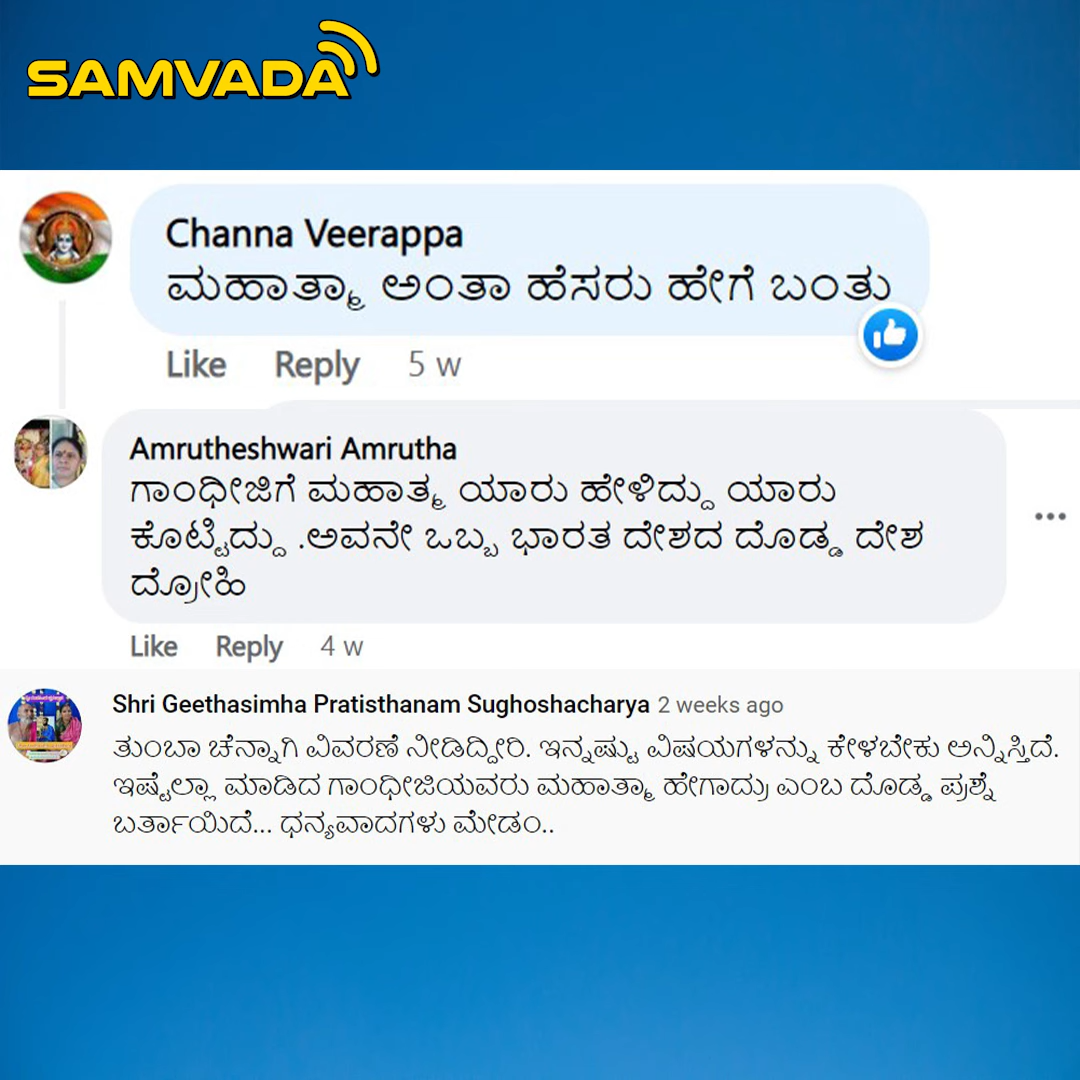 SAMVADA
Channa Veerappa
ಮಹಾತ್ಮಾ ಅಂತಾ ಹೆಸರು ಹೇಗೆ ಬಂತು
Like Reply 5 w
Amrutheshwari Amrutha
ಗಾಂಧೀಜಿಗೆ ಮಹಾತ್ಮ ಯಾರು ಹೇಳಿದ್ದು ಯಾರು
ಕೊಟ್ಟಿದ್ದು .ಅವನೇ ಒಬ್ಬ ಭಾರತ ದೇಶದ ದೊಡ್ಡ ದೇಶ
ದ್ರೋಹಿ
Like Reply 4 w
Shri Geethasimha Pratisthanam Sughoshacharya 2 weeks ago
ತುಂಬಾ ಚೆನ್ನಾಗಿ ವಿವರಣೆ ನೀಡಿದ್ದೀರಿ. ಇನ್ನಷ್ಟು ವಿಷಯಗಳನ್ನು ಕೇಳಬೇಕು ಅನ್ನಿಸ್ತಿದೆ.
ಇಷ್ಟೆಲ್ಲಾ ಮಾಡಿದ ಗಾಂಧೀಜಿಯವರು ಮಹಾತ್ಮಾ ಹೇಗಾದ್ರು ಎಂಬ ದೊಡ್ಡ ಪ್ರಶ್ನೆ
ಬರ್ತಾಯಿದೆ... ಧನ್ಯವಾದಗಳು ಮೇಡಂ..